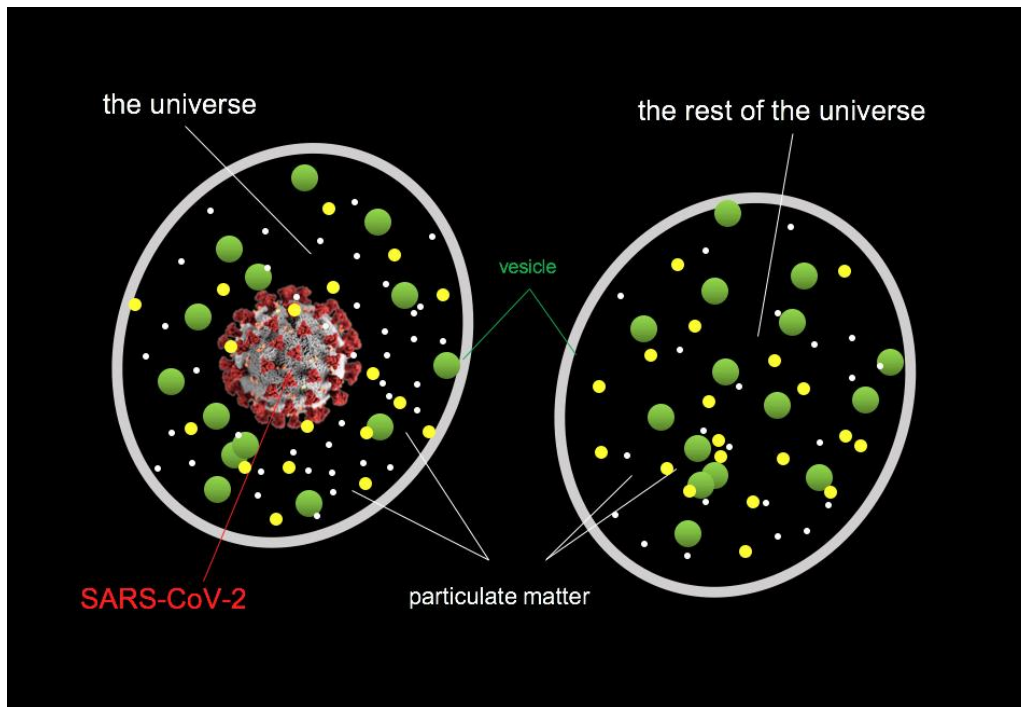 the universe
the rest of the universe
vesicle
SARS-CoV-2
particulate matter